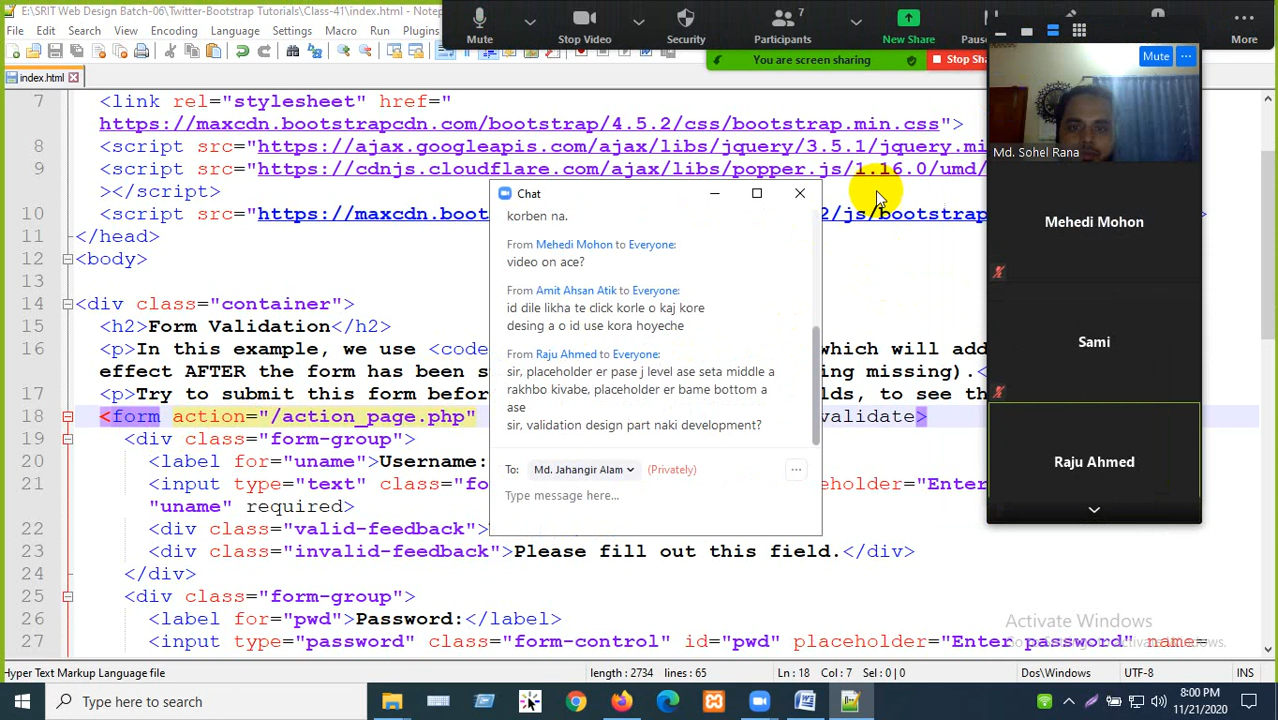 E:\SRIT Web Design Batch-06\Twitter-Bootstrap Tutorials\Class-41\index.html - Notep
File Edit Search View Encoding Language Settings Macro Run Plugins
Mute Stop Video Security Participants 7 New Share More
You are screen sharing Stop
index.html
Mute
Md. Sohel Rana
Mehedi Mohon
Sami
Raju Ahmed
7 <link rel="stylesheet" href="
https://maxcdn.bootstrapcdn.com/bootstrap/4.5.2/css/bootstrap.min.css">
8 <script src="https://ajax.googleapis.com/ajax/libs/jquery/3.5.1/jquery.mi
9 <script src="https://cdnjs.cloudflare.com/ajax/libs/popper.js/1.16.0/umd/
></script>
10 <script src="https://maxcdn.boot 2/js/bootstrap
11 </head>
12 <body>
13
14 <div class="container">
15 <h2>Form Validation</h2>
16 <p>In this example, we use <code which will add
effect AFTER the form has been s ing missing).<
17 <p>Try to submit this form befor lds, to see th
18 <form action="/action_page.php" validate>
19 <div class="form-group">
20 <label for="uname">Username:
21 <input type="text" class="fo eholder="Enter
"uname" required>
22 <div class="valid-feedback">
23 <div class="invalid-feedback">Please fill out this field.</div>
24 </div>
25 <div class="form-group">
26 <label for="pwd">Password:</label>
27 <input type="password" class="form-control" id="pwd" placeholder="Enter password" name=
Chat
korben na.
From Mehedi Mohon to Everyone:
video on ace?
From Amit Ahsan Atik to Everyone:
id dile likha te click korle o kaj kore
desing a o id use kora hoyeche
From Raju Ahmed to Everyone:
sir, placeholder er pase j level ase seta middle a
rakhbo kivabe, placeholder er bame bottom a
ase
sir, validation design part naki development?
To: Md. Jahangir Alam (Privately)
Type message here...
Activate Windows
Hyper Text Markup Language file length : 2734 lines : 65 Ln : 18 Col : 7 Sel : 0 | 0 Dos\Windows UTF-8 INS
Type here to search
8:00 PM
11/21/2020